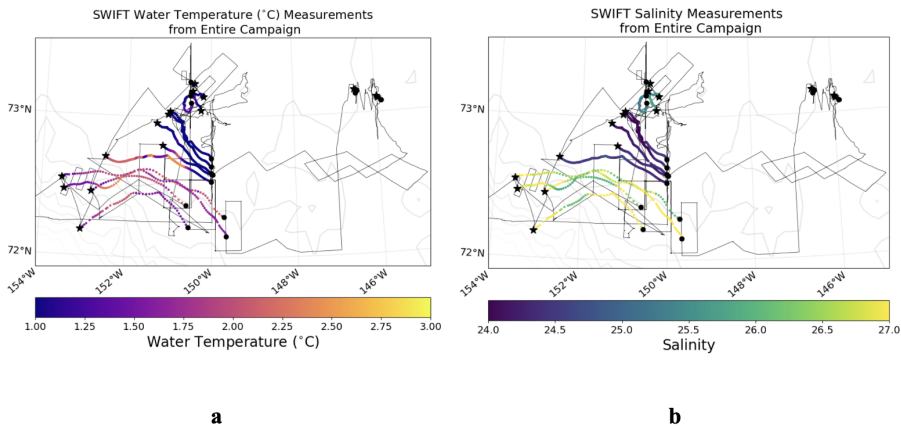 SWIFT Water Temperature (˚C) Measurements
from Entire Campaign
73°N
72°N
154°W
152°W
150°W
148°W
146°W
1.00 1.25 1.50 1.75 2.00 2.25 2.50 2.75 3.00
Water Temperature (˚C)
a
SWIFT Salinity Measurements
from Entire Campaign
73°N
72°N
154°W
152°W
150°W
148°W
146°W
24.0 24.5 25.0 25.5 26.0 26.5 27.0
Salinity
b